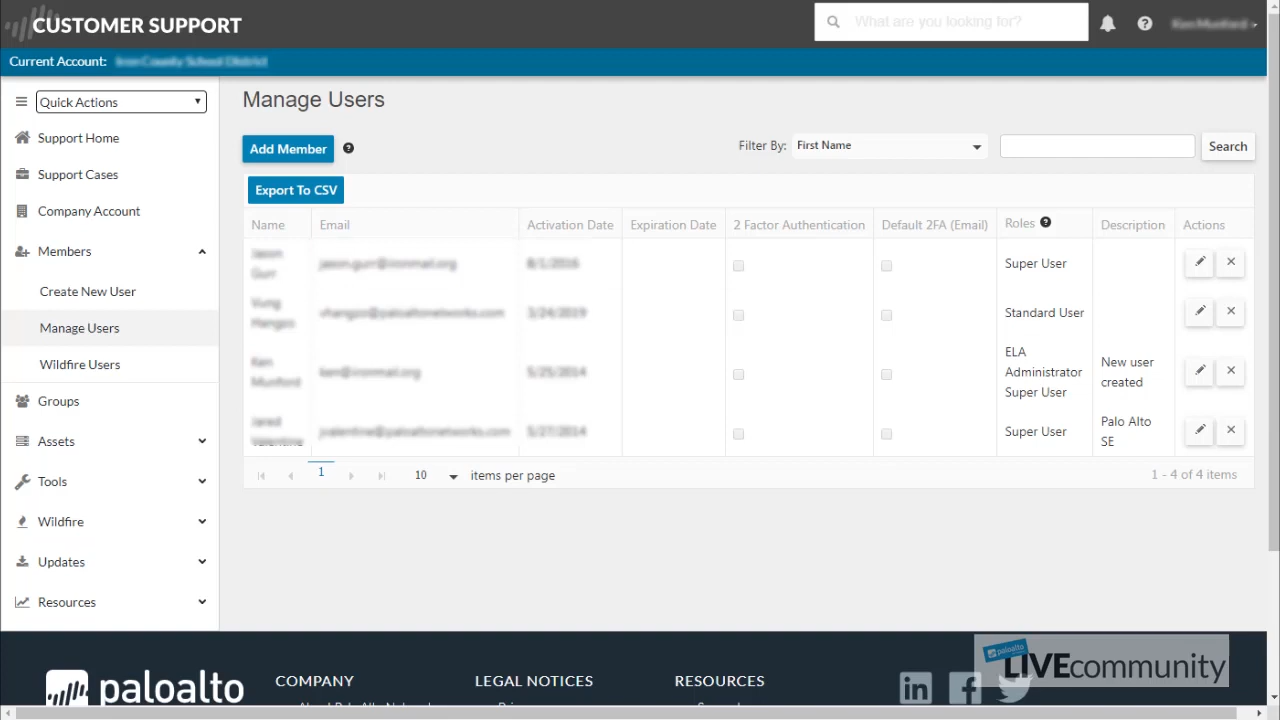 CUSTOMER SUPPORT
What are you looking for?
Current Account:
Quick Actions
Support Home
Support Cases
Company Account
Members
Create New User
Manage Users
Wildfire Users
Groups
Assets
Tools
Wildfire
Updates
Resources
Manage Users
Add Member
Filter By: First Name
Search
Export To CSV
Name Email Activation Date Expiration Date 2 Factor Authentication Default 2FA (Email) Roles Description Actions
Super User
Standard User
ELA
Administrator
Super User
New user
created
Super User
Palo Alto
SE
1 10 items per page 1 - 4 of 4 items
paloalto
COMPANY LEGAL NOTICES RESOURCES
paloalto
LIVEcommunity